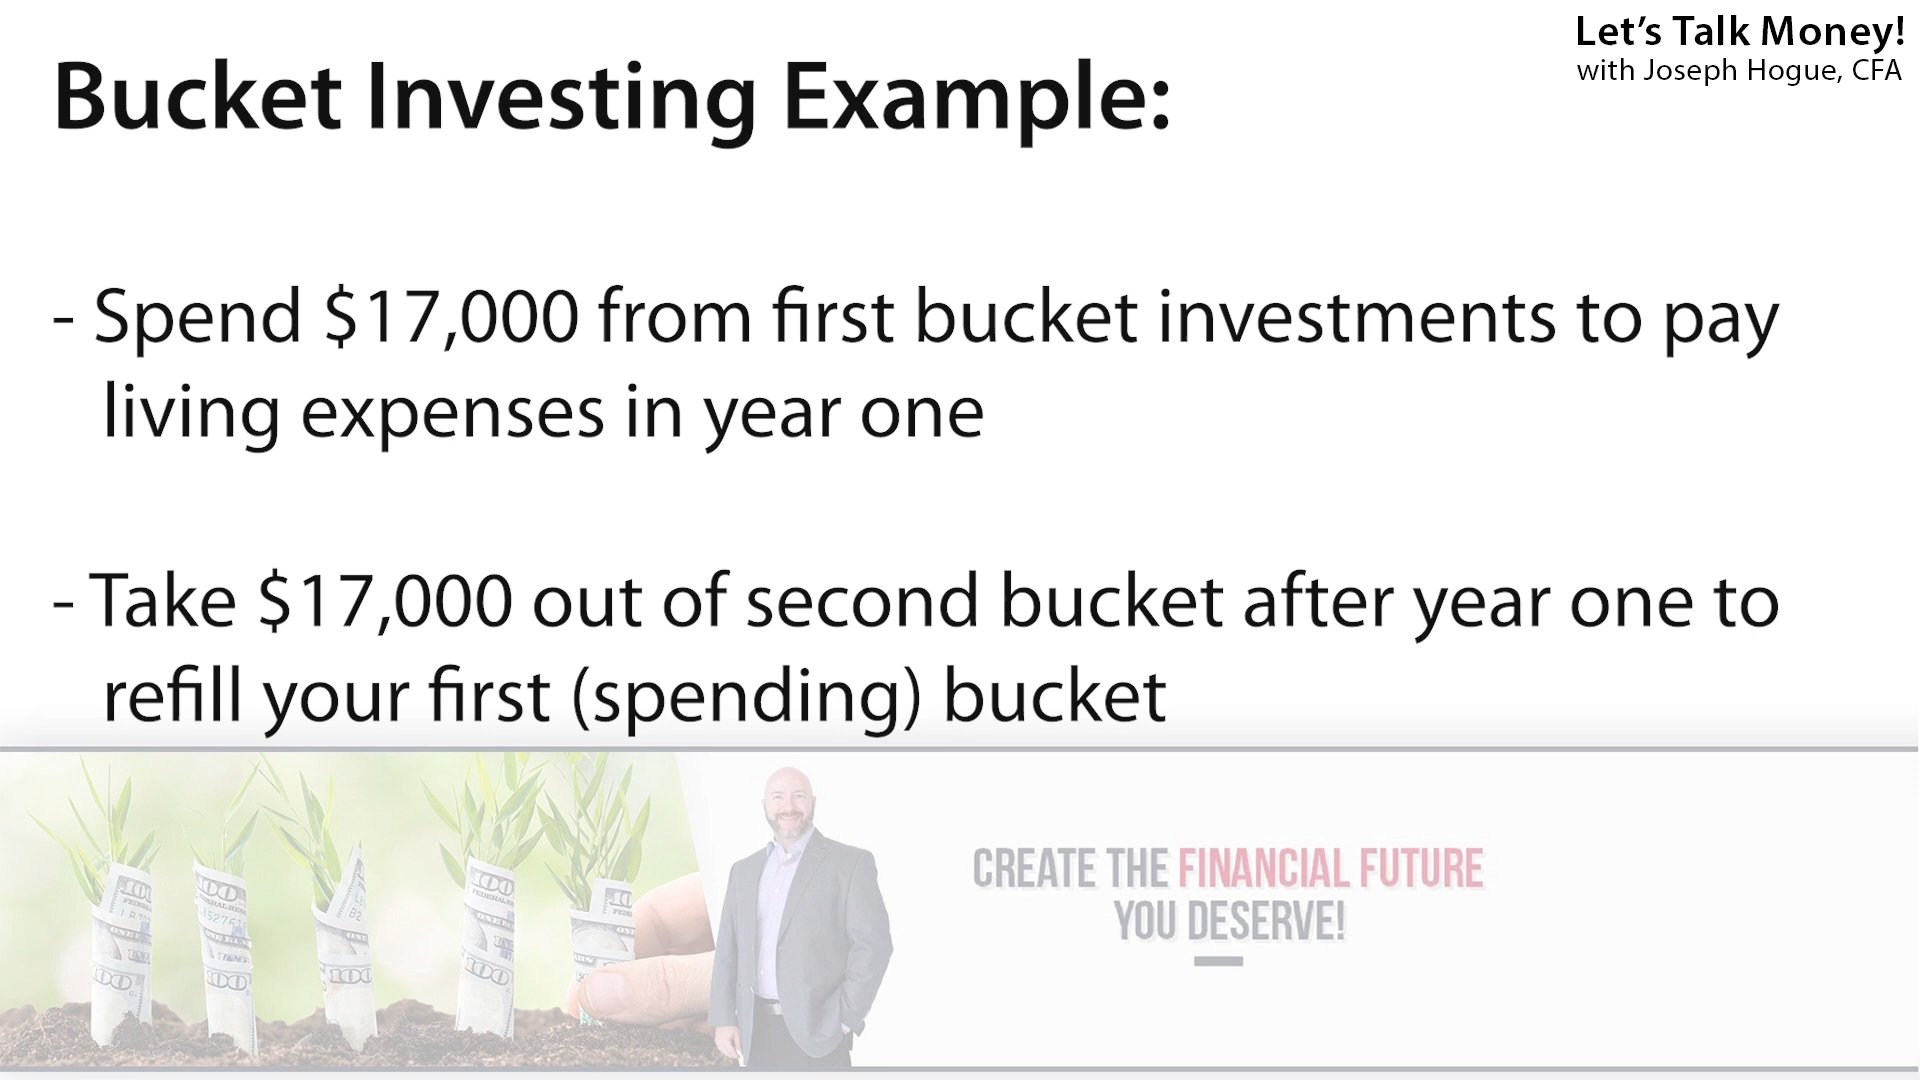 Let’s Talk Money!
with Joseph Hogue, CFA
Bucket Investing Example:
- Spend $17,000 from first bucket investments to pay
living expenses in year one
- Take $17,000 out of second bucket after year one to
refill your first (spending) bucket
CREATE THE FINANCIAL FUTURE
YOU DESERVE!